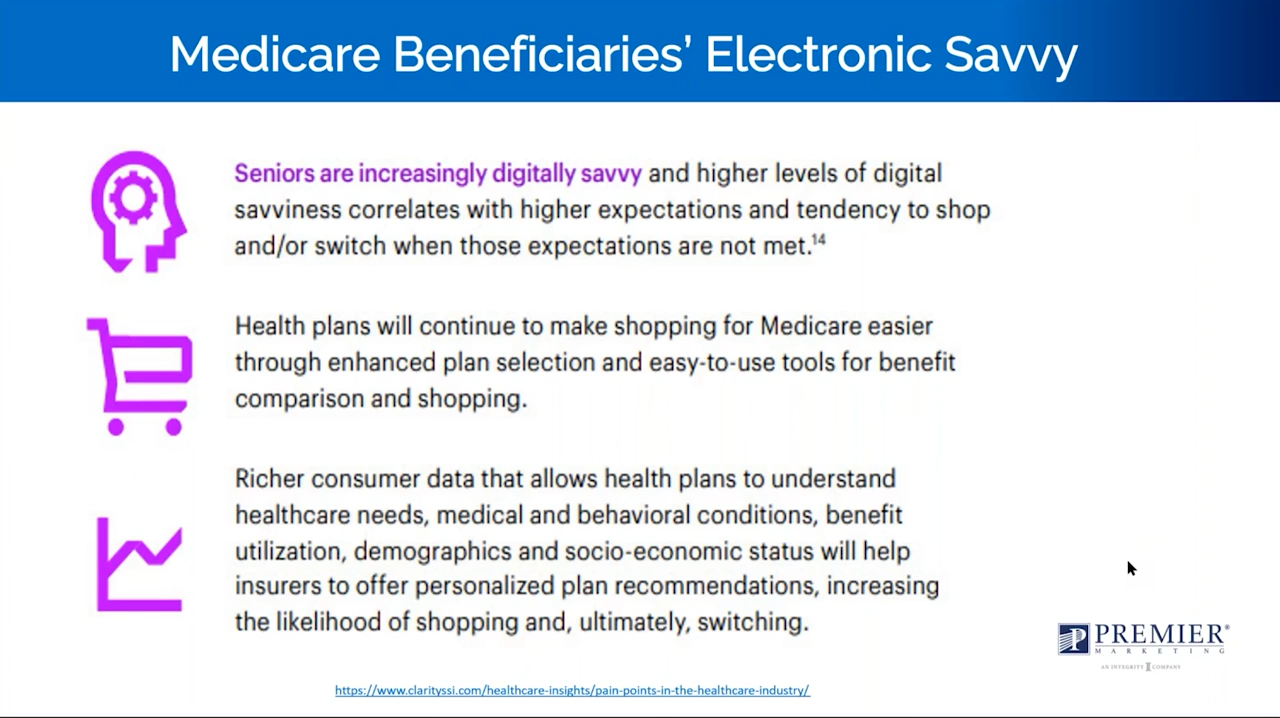 Medicare Beneficiaries’ Electronic Savvy
Seniors are increasingly digitally savvy and higher levels of digital
savviness correlates with higher expectations and tendency to shop
and/or switch when those expectations are not met.14
Health plans will continue to make shopping for Medicare easier
through enhanced plan selection and easy-to-use tools for benefit
comparison and shopping.
Richer consumer data that allows health plans to understand
healthcare needs, medical and behavioral conditions, benefit
utilization, demographics and socio-economic status will help
insurers to offer personalized plan recommendations, increasing
the likelihood of shopping and, ultimately, switching.
PREMIER®
MARKETING
AN INTEGRITY COMPANY
https://www.clarityssi.com/healthcare-insights/pain-points-in-the-healthcare-industry/